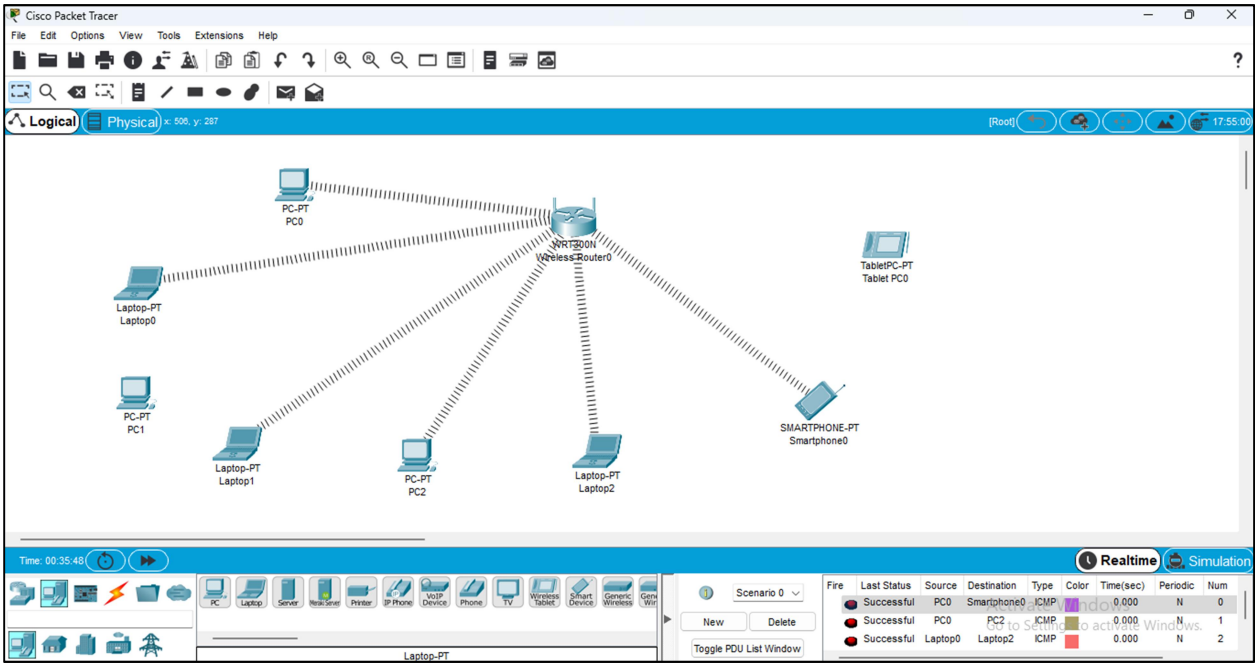 Cisco Packet Tracer
File Edit Options View Tools Extensions Help
?
Logical Physical x: 506, y: 287 [Root] 17:55:00
PC-PT
PC0
WRT300N
Wireless Router0
TabletPC-PT
Tablet PC0
Laptop-PT
Laptop0
PC-PT
PC1
SMARTPHONE-PT
Smartphone0
Laptop-PT
Laptop1
PC-PT
PC2
Laptop-PT
Laptop2
Time: 00:35:48 Realtime Simulation
PC Laptop Server Meraki Server Printer IP Phone VoIP Device Phone TV Wireless Tablet Smart Device Generic Wireless
Laptop-PT
Scenario 0
New Delete
Toggle PDU List Window
Fire Last Status Source Destination Type Color Time(sec) Periodic Num
Successful PC0 Smartphone0 ICMP 0.000 N 0
Successful PC0 PC2 ICMP 0.000 N 1
Successful Laptop0 Laptop2 ICMP 0.000 N 2
Activate Windows
Go to Settings to activate Windows.